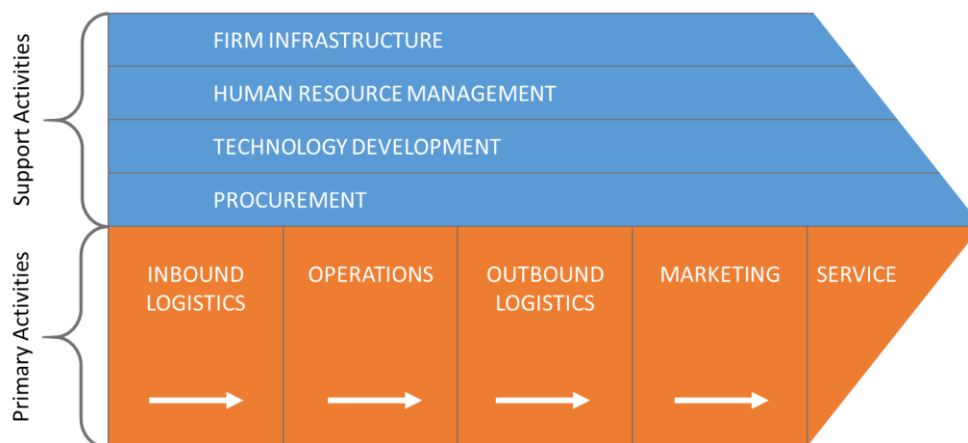 Support Activities
FIRM INFRASTRUCTURE
HUMAN RESOURCE MANAGEMENT
TECHNOLOGY DEVELOPMENT
PROCUREMENT
Primary Activities
INBOUND
LOGISTICS
OPERATIONS
OUTBOUND
LOGISTICS
MARKETING
SERVICE